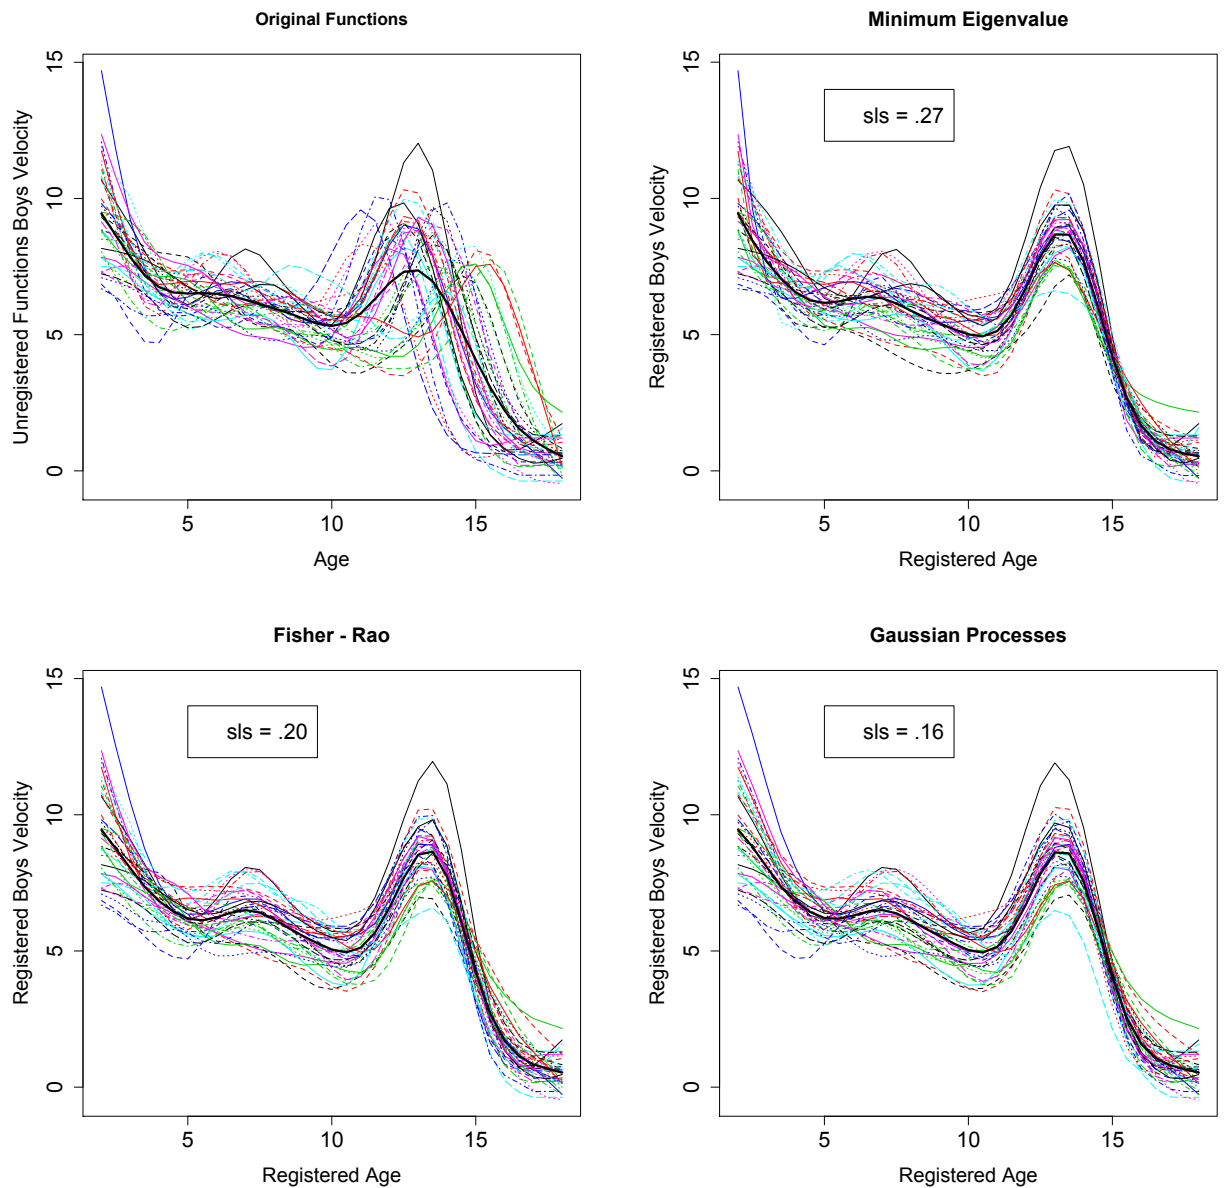 Original Functions
Unregistered Functions Boys Velocity
15
10
5
0
5 10 15
Age
Minimum Eigenvalue
Registered Boys Velocity
15
10
5
0
sls = .27
5 10 15
Registered Age
Fisher - Rao
Registered Boys Velocity
15
10
5
0
sls = .20
5 10 15
Registered Age
Gaussian Processes
Registered Boys Velocity
15
10
5
0
sls = .16
5 10 15
Registered Age